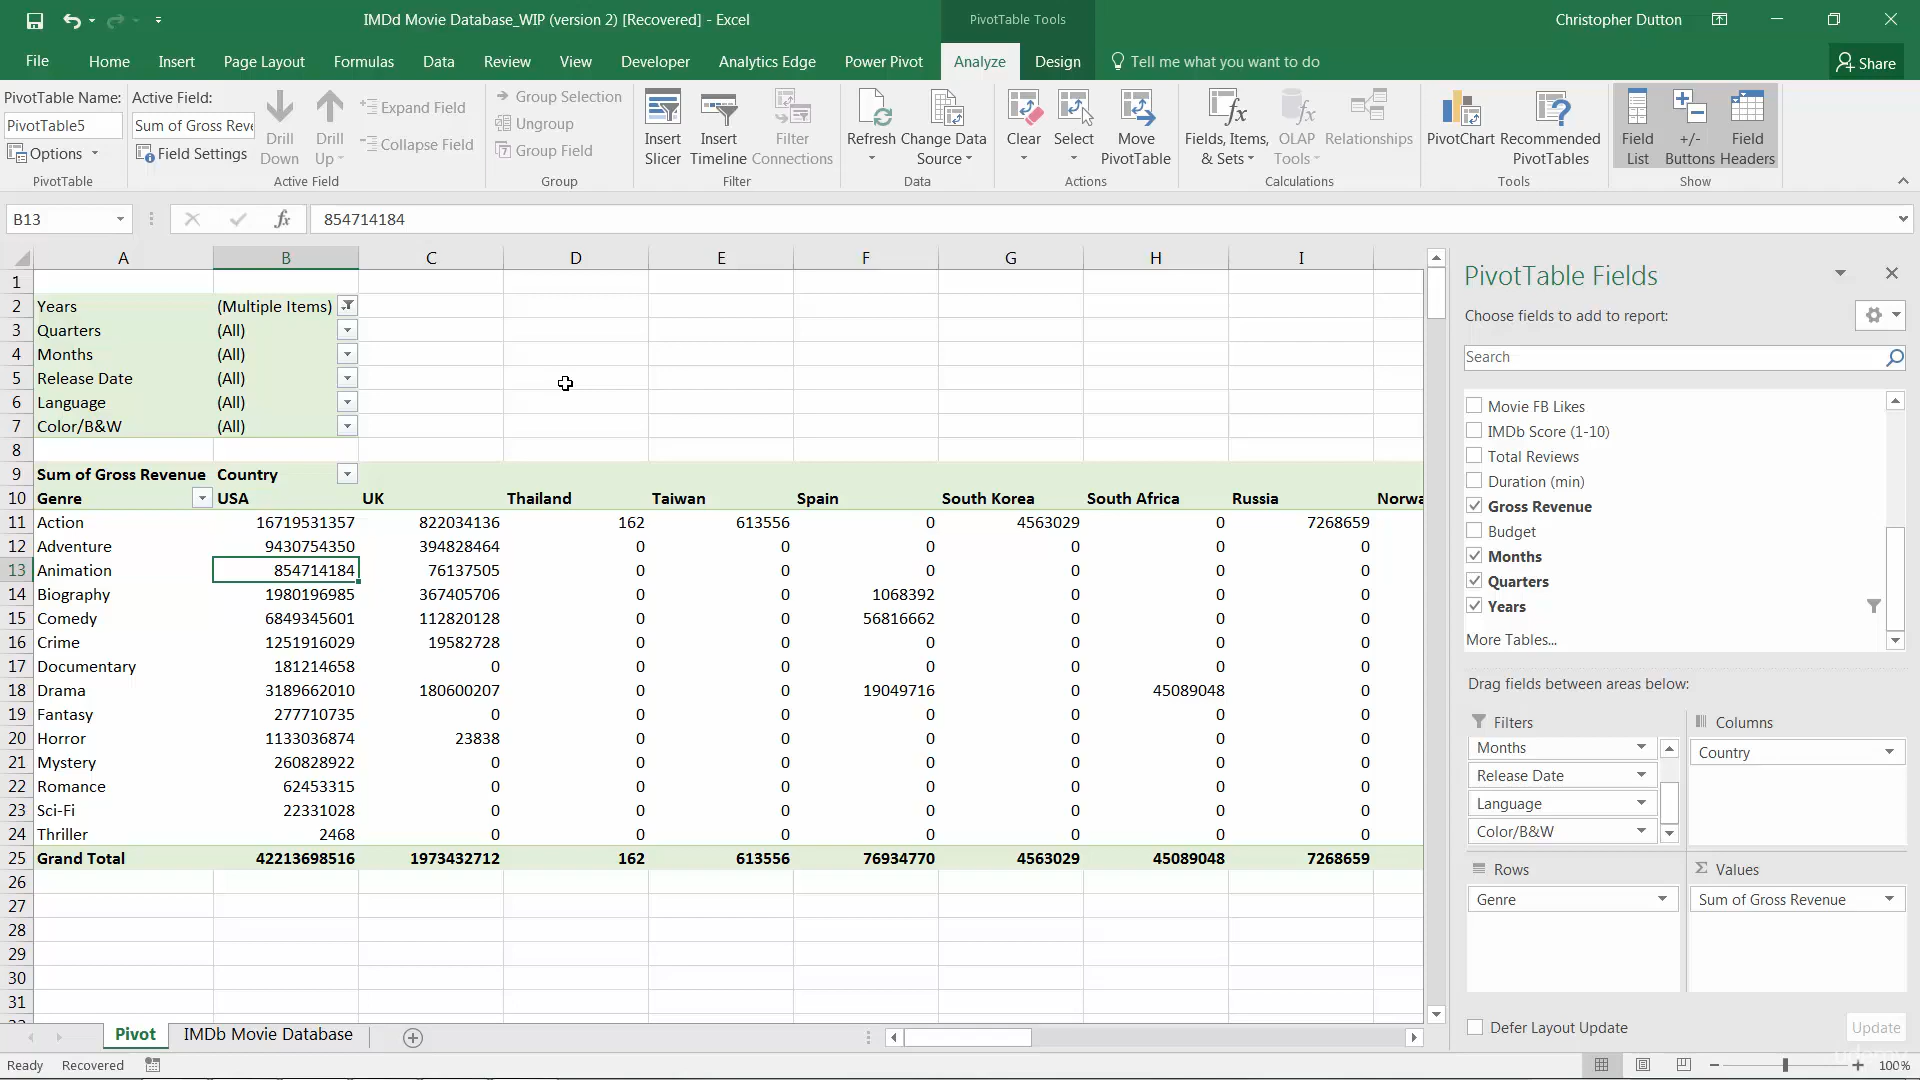 IMDd Movie Database_WIP (version 2) [Recovered] - Excel
PivotTable Tools
Christopher Dutton
File Home Insert Page Layout Formulas Data Review View Developer Analytics Edge Power Pivot Analyze Design Tell me what you want to do Share
PivotTable Name:
PivotTable5
Options
PivotTable
Active Field:
Sum of Gross Reve
Field Settings
Drill Down
Drill Up
Expand Field
Collapse Field
Active Field
Group Selection
Ungroup
Group Field
Group
Insert Slicer
Insert Timeline
Filter Connections
Filter
Refresh
Change Data Source
Data
Clear
Select
Move PivotTable
Actions
Fields, Items, & Sets
OLAP Tools
Relationships
Calculations
PivotChart
Recommended PivotTables
Tools
Field List
+/- Buttons
Field Headers
Show
B13 fx 854714184
A B C D E F G H I
1
2 Years (Multiple Items)
3 Quarters (All)
4 Months (All)
5 Release Date (All)
6 Language (All)
7 Color/B&W (All)
8
9 Sum of Gross Revenue Country
10 Genre USA UK Thailand Taiwan Spain South Korea South Africa Russia Norwa
11 Action 16719531357 822034136 162 613556 0 4563029 0 7268659
12 Adventure 9430754350 394828464 0 0 0 0 0 0
13 Animation 854714184 76137505 0 0 0 0 0 0
14 Biography 1980196985 367405706 0 0 1068392 0 0 0
15 Comedy 6849345601 112820128 0 0 56816662 0 0 0
16 Crime 1251916029 19582728 0 0 0 0 0 0
17 Documentary 181214658 0 0 0 0 0 0 0
18 Drama 3189662010 180600207 0 0 19049716 0 45089048 0
19 Fantasy 277710735 0 0 0 0 0 0 0
20 Horror 1133036874 23838 0 0 0 0 0 0
21 Mystery 260828922 0 0 0 0 0 0 0
22 Romance 62453315 0 0 0 0 0 0 0
23 Sci-Fi 22331028 0 0 0 0 0 0 0
24 Thriller 2468 0 0 0 0 0 0 0
25 Grand Total 42213698516 1973432712 162 613556 76934770 4563029 45089048 7268659
26
27
28
29
30
31
PivotTable Fields
Choose fields to add to report:
Search
Movie FB Likes
IMDb Score (1-10)
Total Reviews
Duration (min)
Gross Revenue
Budget
Months
Quarters
Years
More Tables...
Drag fields between areas below:
Filters
Months
Release Date
Language
Color/B&W
Columns
Country
Rows
Genre
Σ Values
Sum of Gross Revenue
Defer Layout Update
Update
Pivot IMDb Movie Database
Ready Recovered
100%